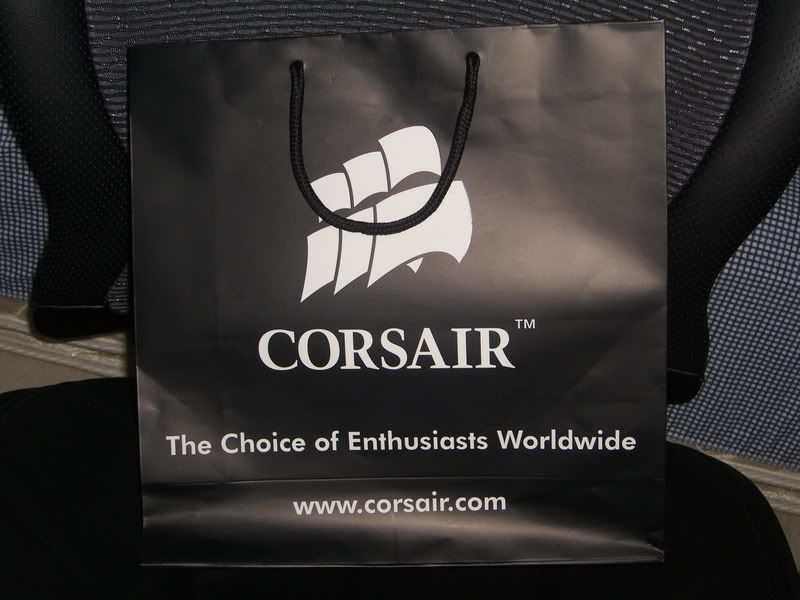 CORSAIR™
The Choice of Enthusiasts Worldwide
www.corsair.com